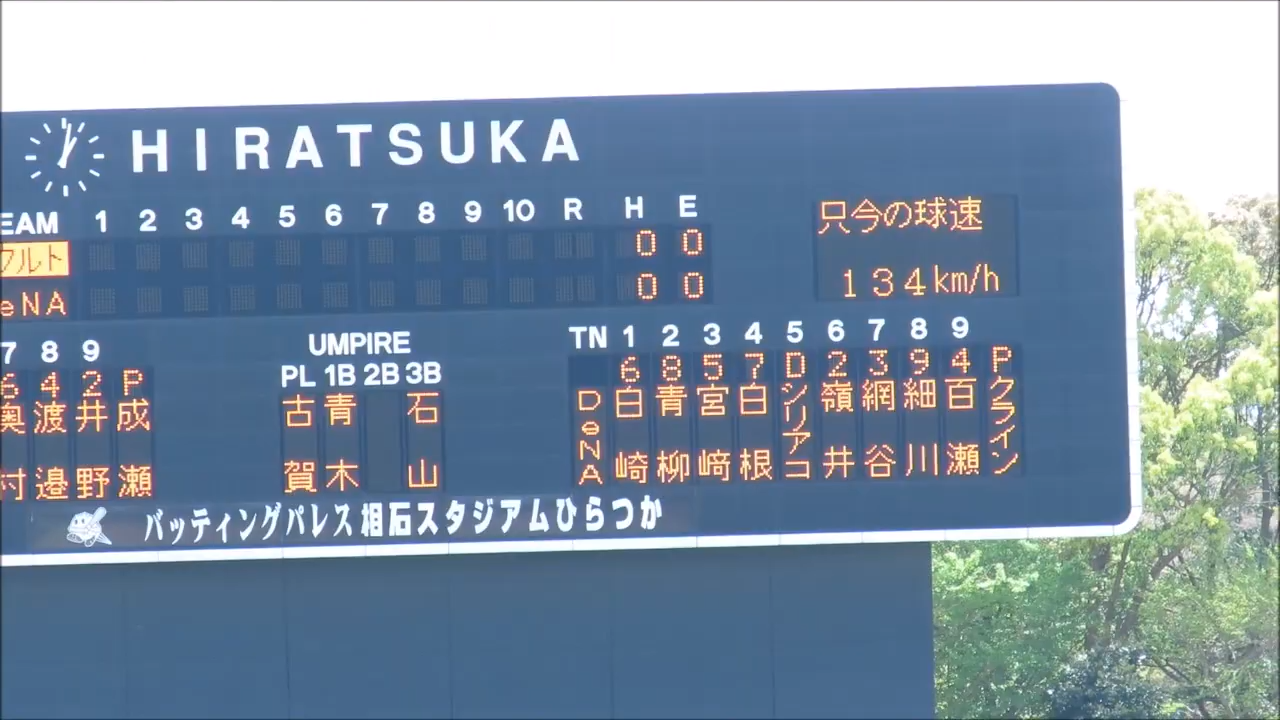 HIRATSUKA
EAM 1 2 3 4 5 6 7 8 9 10 R H E
フルト 0 0
eNA 0 0
只今の球速
134km/h
7 8 9
6 4 2 P
奥村 渡邉 井野 成瀬
UMPIRE
PL 1B 2B 3B
古賀 青木 石山
TN 1 2 3 4 5 6 7 8 9
6 8 5 7 D 2 3 9 4 P
DeNA 白崎 青柳 宮﨑 白根 シリアコ 嶺井 網谷 細川 百瀬 クライン
バッティングパレス相石スタジアムひらつか